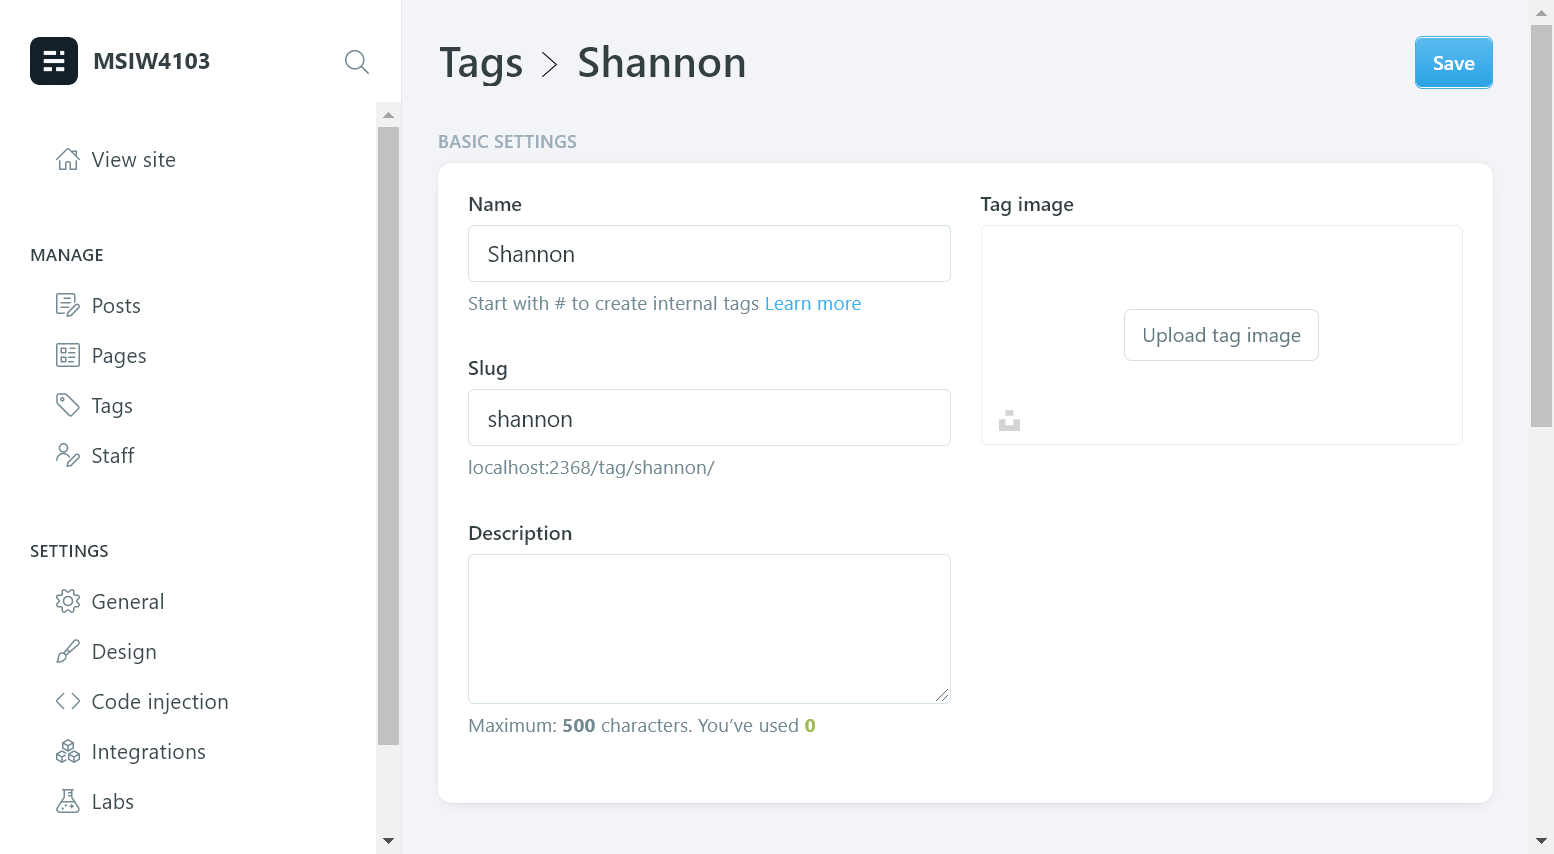 MSIW4103
View site
MANAGE
Posts
Pages
Tags
Staff
SETTINGS
General
Design
Code injection
Integrations
Labs
Tags > Shannon
Save
BASIC SETTINGS
Name
Shannon
Start with # to create internal tags Learn more
Slug
shannon
localhost:2368/tag/shannon/
Description
Maximum: 500 characters. You’ve used 0
Tag image
Upload tag image